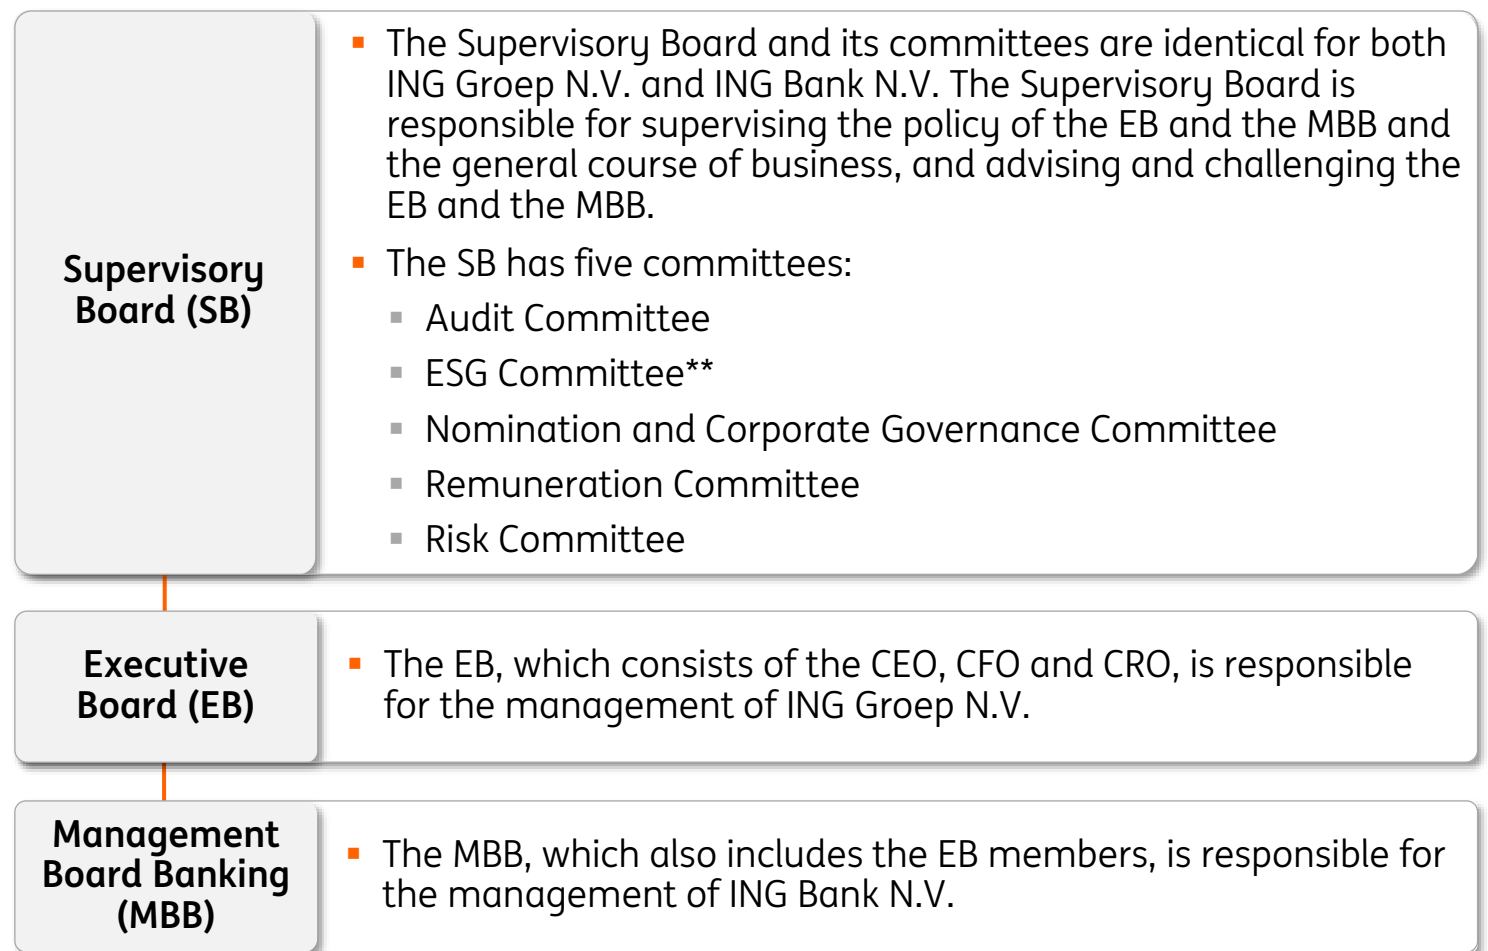 Supervisory
Board (SB)
▪ The Supervisory Board and its committees are identical for both
ING Groep N.V. and ING Bank N.V. The Supervisory Board is
responsible for supervising the policy of the EB and the MBB and
the general course of business, and advising and challenging the
EB and the MBB.
▪ The SB has five committees:
▪ Audit Committee
▪ ESG Committee**
▪ Nomination and Corporate Governance Committee
▪ Remuneration Committee
▪ Risk Committee
Executive
Board (EB)
▪ The EB, which consists of the CEO, CFO and CRO, is responsible
for the management of ING Groep N.V.
Management
Board Banking
(MBB)
▪ The MBB, which also includes the EB members, is responsible for
the management of ING Bank N.V.